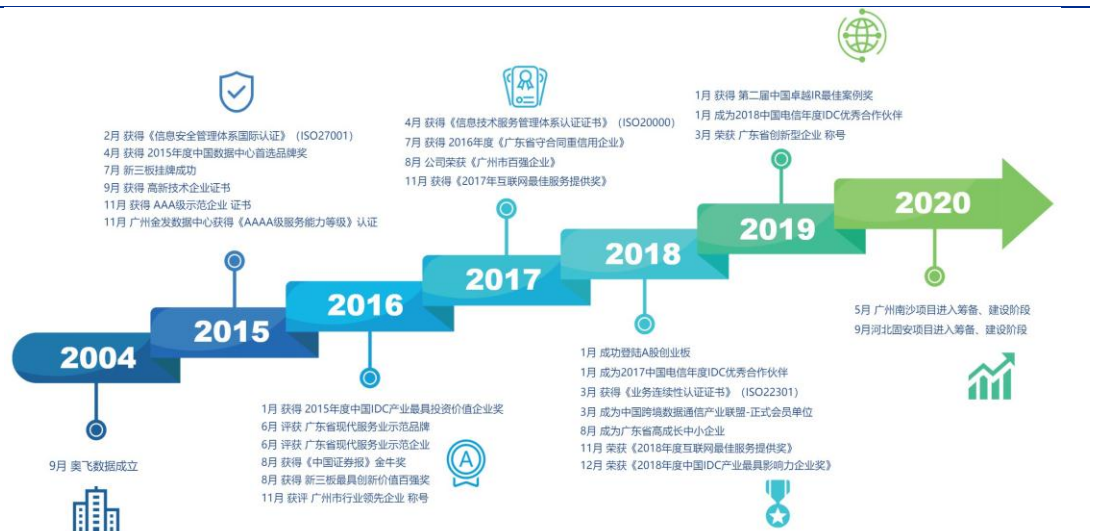 2004
9月 奥飞数据成立
2015
2月 获得《信息安全管理体系国际认证》（ISO27001）
4月 获得 2015年度中国数据中心首选品牌奖
7月 新三板挂牌成功
9月 获得 高新技术企业证书
11月 获得 AAA级示范企业 证书
11月 广州金发数据中心获得《AAAA级服务能力等级》认证
2016
1月 获得 2015年度中国IDC产业最具投资价值企业奖
6月 评获 广东省现代服务业示范品牌
6月 评获 广东省现代服务业示范企业
8月 获得《中国证券报》金牛奖
8月 获得 新三板最具创新价值百强奖
11月 获评 广州市行业领先企业 称号
A
2017
4月 获得《信息技术服务管理体系认证证书》（ISO20000）
7月 获得 2016年度《广东省守合同重信用企业》
8月 公司荣获《广州市百强企业》
11月 获得《2017年互联网最佳服务提供奖》
2018
1月 成功登陆A股创业板
1月 成为2017中国电信年度IDC优秀合作伙伴
3月 获得《业务连续性认证证书》（ISO22301）
3月 成为中国跨境数据通信产业联盟-正式会员单位
8月 成为广东省高成长中小企业
11月 荣获《2018年度互联网最佳服务提供奖》
12月 荣获《2018年度中国IDC产业最具影响力企业奖》
2019
1月 获得 第二届中国卓越IR最佳案例奖
1月 成为2018中国电信年度IDC优秀合作伙伴
3月 荣获 广东省创新型企业 称号
2020
5月 广州南沙项目进入筹备、建设阶段
9月河北固安项目进入筹备、建设阶段